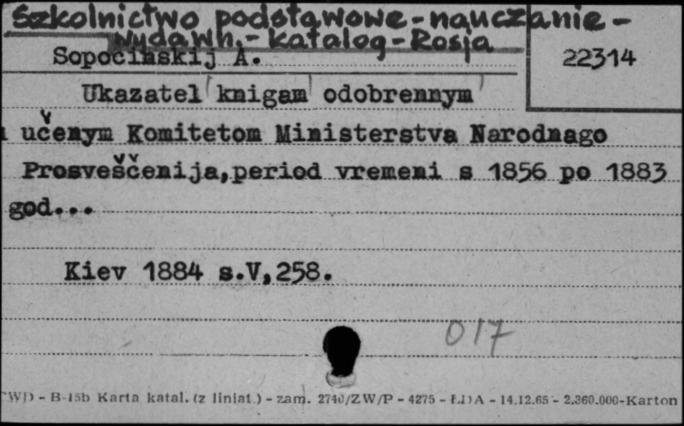 Szkolnictwo podstawowe - nauczanie -
wydawn. - katalog - Rosja
Sopocinskij A.
22314
Ukazatel' knigam' odobrennym'
učenym Komitetom Ministerstva Narodnago
Prosveščenija, period vremeni s 1856 po 1883
god...
Kiev 1884 s.V,258.
017
CWD - B-15b Karta katal. (z liniat.) - zam. 2740/ZW/P - 4275 - ŁDA - 14.12.65 - 2.360.000-Karton